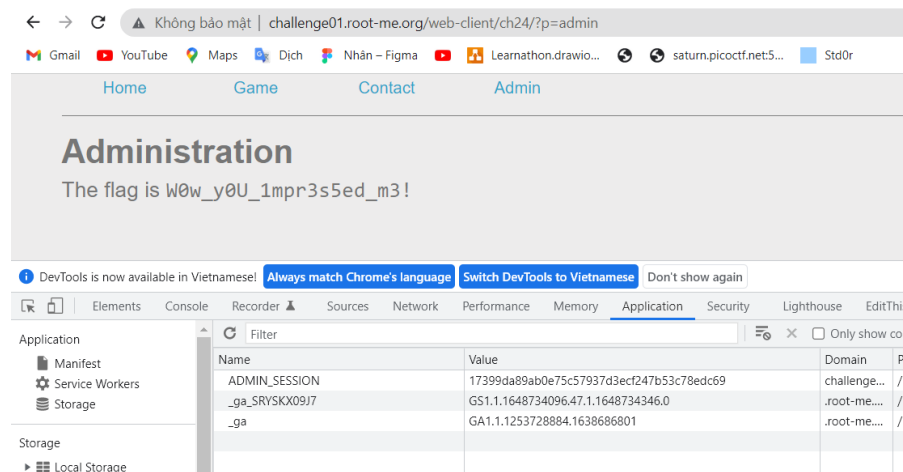 Không bảo mật | challenge01.root-me.org/web-client/ch24/?p=admin
Gmail YouTube Maps Dịch Nhân – Figma Learnathon.drawio... saturn.picoctf.net:5... Std0r
Home Game Contact Admin
Administration
The flag is W0w_y0U_1mpr3s5ed_m3!
DevTools is now available in Vietnamese! Always match Chrome's language Switch DevTools to Vietnamese Don't show again
Elements Console Recorder Sources Network Performance Memory Application Security Lighthouse EditThi
Application Filter Only show co
Manifest Name Value Domain P
Service Workers ADMIN_SESSION 17399da89ab0e75c57937d3ecf247b53c78edc69 challenge... /
Storage _ga_SRYSKX09J7 GS1.1.1648734096.47.1.1648734346.0 .root-me.... /
_ga GA1.1.1253728884.1638686801 .root-me.... /
Storage
Local Storage